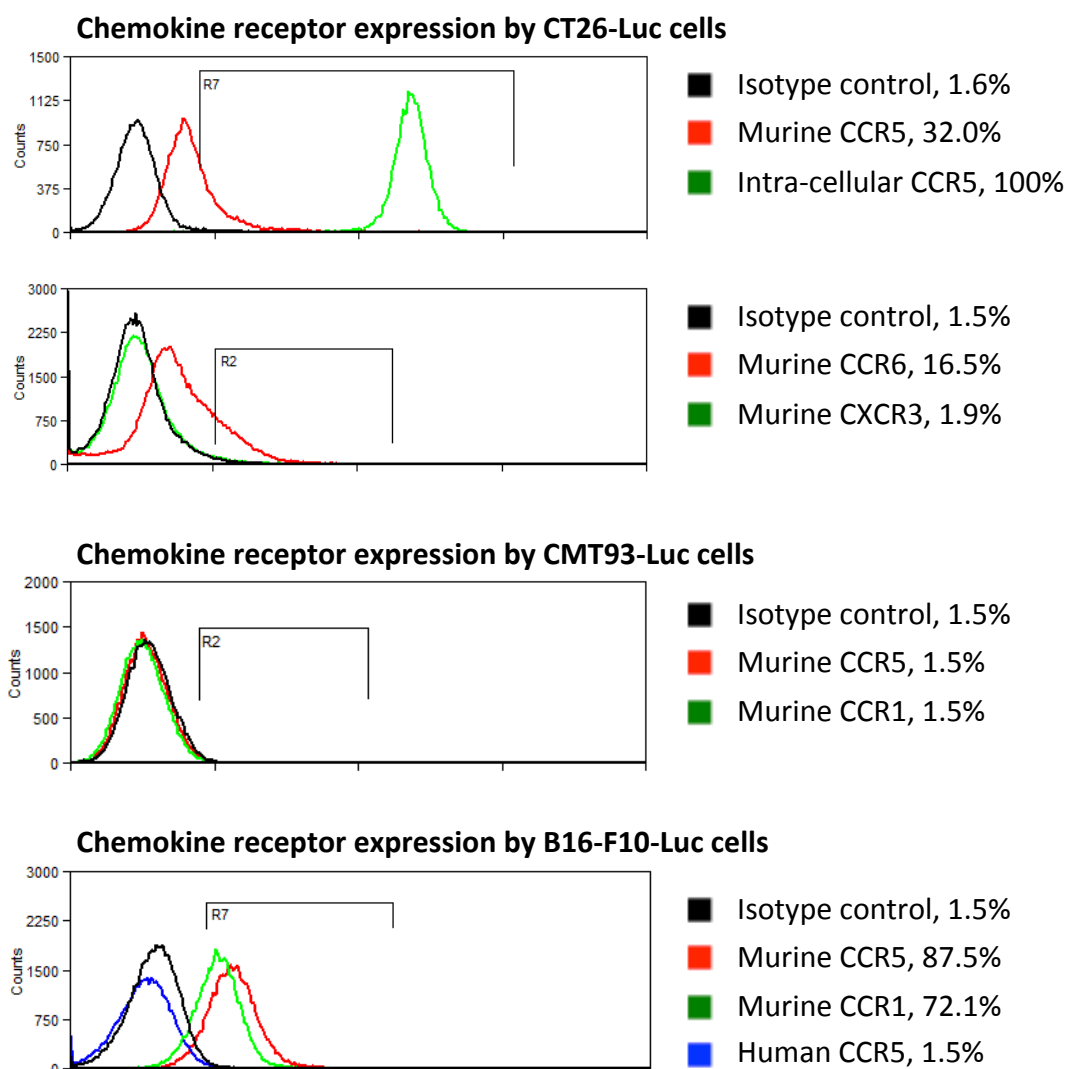 Chemokine receptor expression by CT26-Luc cells
1500
1125
750
375
0
Counts
R7
Isotype control, 1.6%
Murine CCR5, 32.0%
Intra-cellular CCR5, 100%
3000
2250
1500
750
0
Counts
R2
Isotype control, 1.5%
Murine CCR6, 16.5%
Murine CXCR3, 1.9%
Chemokine receptor expression by CMT93-Luc cells
2000
1500
1000
500
0
Counts
R2
Isotype control, 1.5%
Murine CCR5, 1.5%
Murine CCR1, 1.5%
Chemokine receptor expression by B16-F10-Luc cells
3000
2250
1500
750
0
Counts
R7
Isotype control, 1.5%
Murine CCR5, 87.5%
Murine CCR1, 72.1%
Human CCR5, 1.5%